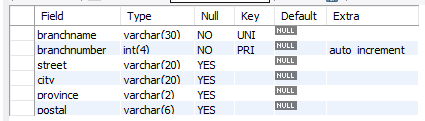 Field Type Null Key Default Extra
branchname varchar(30) NO UNI NULL
branchnumber int(4) NO PRI NULL auto_increment
street varchar(20) YES NULL
city varchar(20) YES NULL
province varchar(2) YES NULL
postal varchar(6) YES NULL